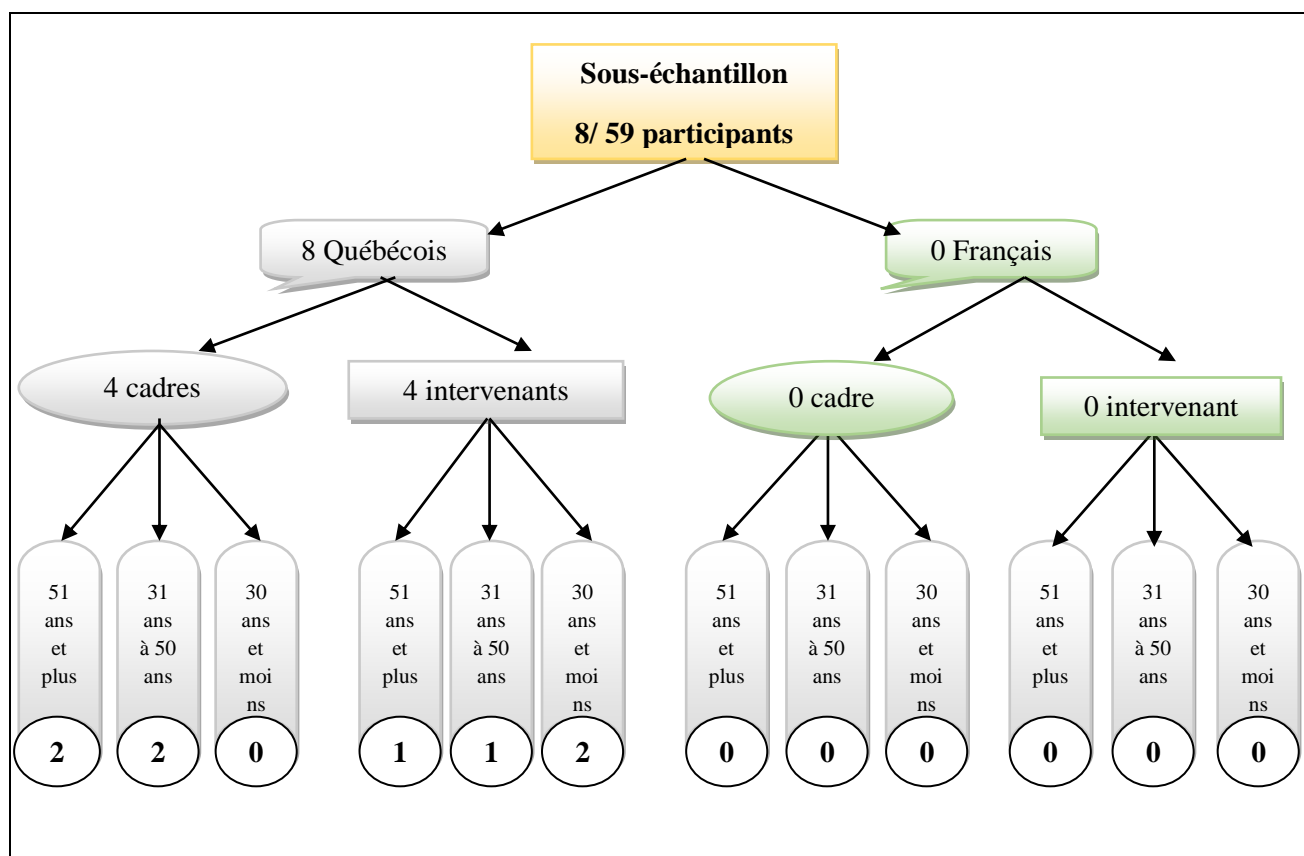 Sous-échantillon
8/ 59 participants
8 Québécois
0 Français
4 cadres
4 intervenants
0 cadre
0 intervenant
51
ans
et
plus
31
ans
à 50
ans
30
ans
et
moi
ns
51
ans
et
plus
31
ans
à 50
ans
30
ans
et
moi
ns
51
ans
et
plus
31
ans
à 50
ans
30
ans
et
moi
ns
51
ans
et
plus
31
ans
à 50
ans
30
ans
et
moi
ns
2
2
0
1
1
2
0
0
0
0
0
0